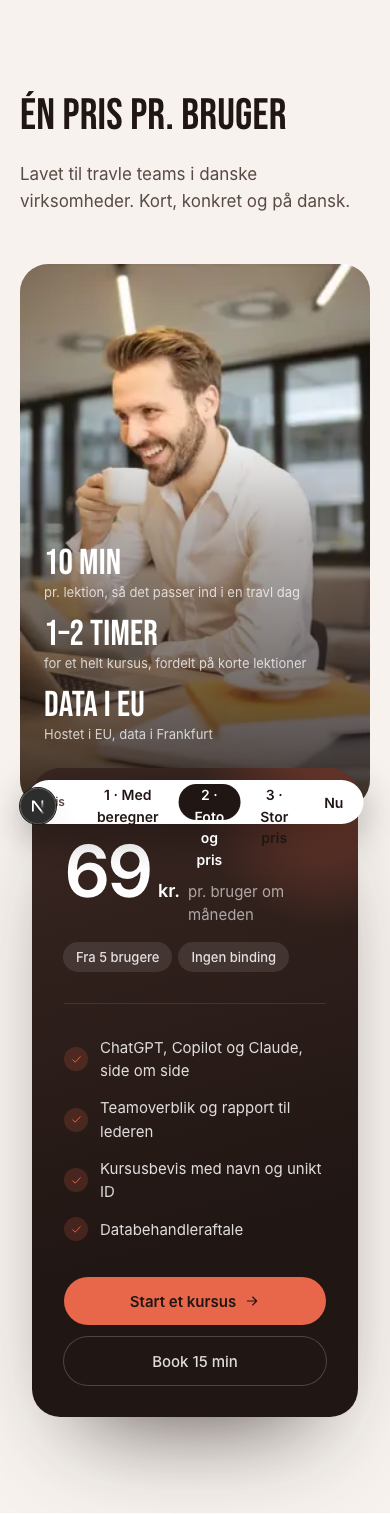 ÉN PRIS PR. BRUGER
Lavet til travle teams i danske
virksomheder. Kort, konkret og på dansk.
10 MIN
pr. lektion, så det passer ind i en travl dag
1–2 TIMER
for et helt kursus, fordelt på korte lektioner
DATA I EU
Hostet i EU, data i Frankfurt
N
1 · Med
beregner
2 ·
Foto
og
pris
3 ·
Stor
pris
Nu
69 kr. pr. bruger om
måneden
Fra 5 brugere
Ingen binding
ChatGPT, Copilot og Claude,
side om side
Teamoverblik og rapport til
lederen
Kursusbevis med navn og unikt
ID
Databehandleraftale
Start et kursus →
Book 15 min